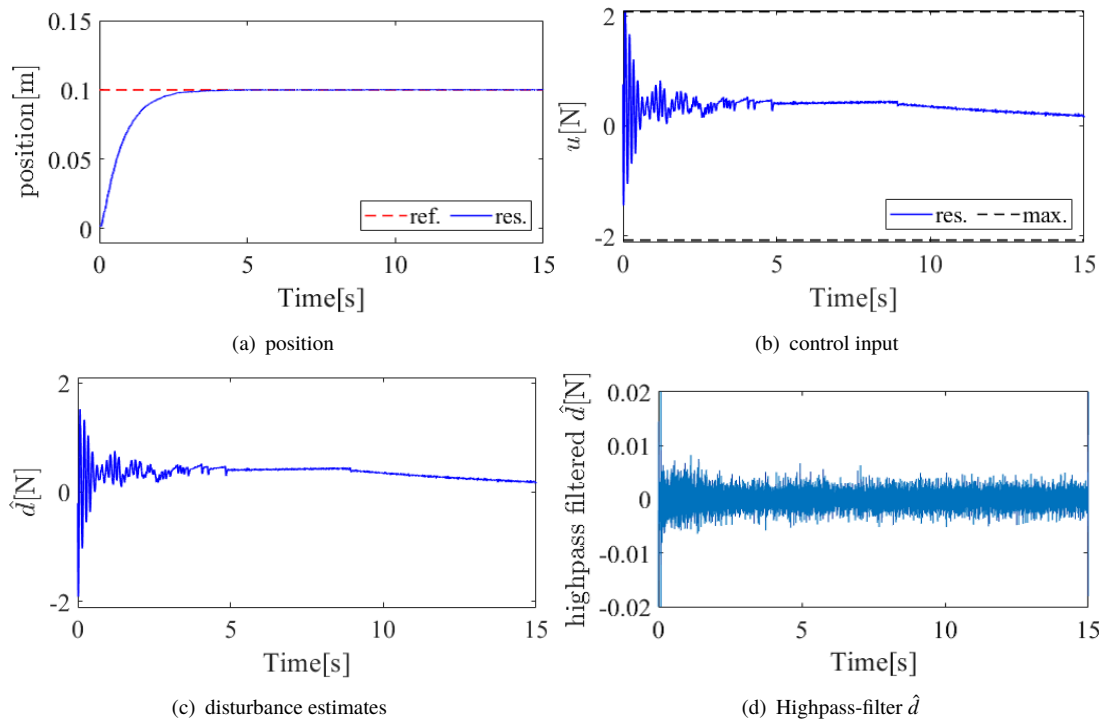 0.15
0.1
0.05
0
position[m]
ref. res.
0 5 10 15
Time[s]
(a) position
2
0
-2
u[N]
res. max.
0 5 10 15
Time[s]
(b) control input
2
0
-2
d̂[N]
0 5 10 15
Time[s]
(c) disturbance estimates
0.02
0.01
0
-0.01
-0.02
highpass filtered d̂[N]
0 5 10 15
Time[s]
(d) Highpass-filter d̂